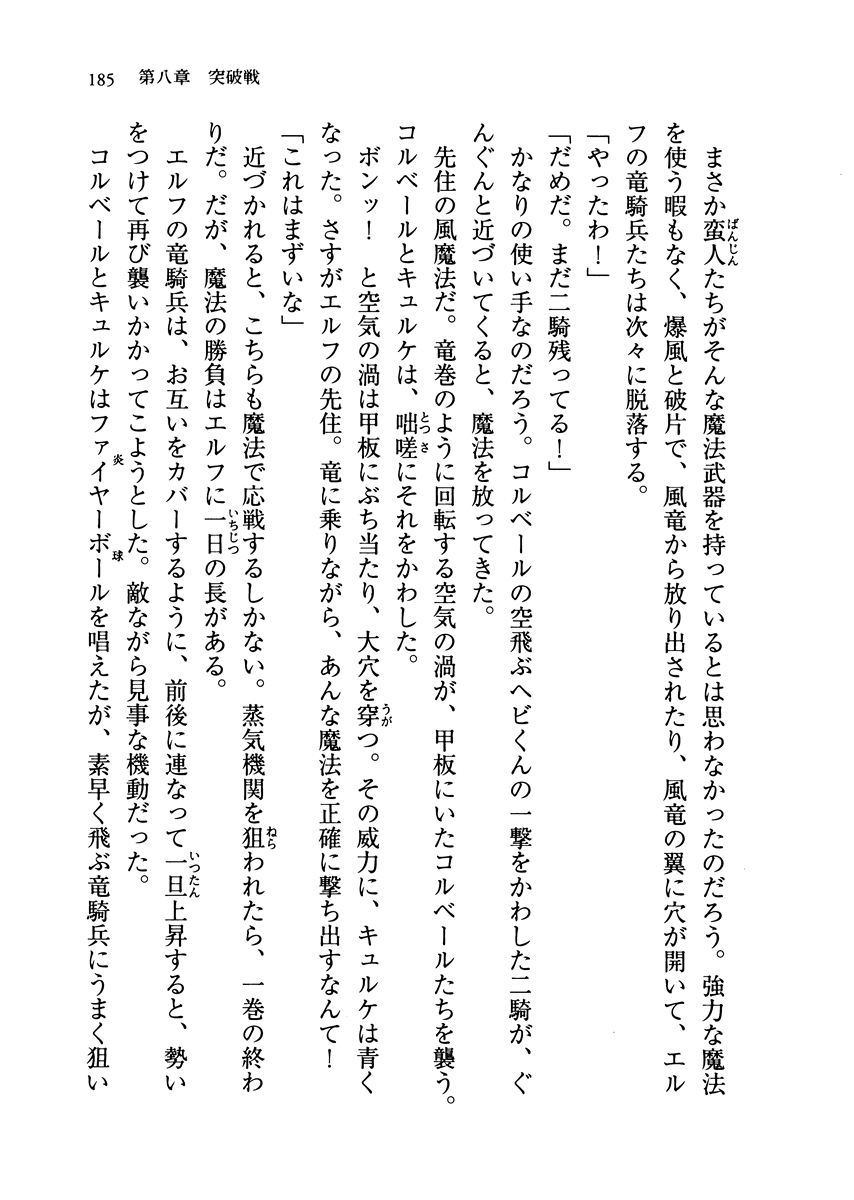 185　第八章　突破戦
まさか蛮人たちがそんな魔法武器を持っているとは思わなかったのだろう。強力な魔法
を使う暇もなく、爆風と破片で、風竜から放り出されたり、風竜の翼に穴が開いて、エル
フの竜騎兵たちは次々に脱落する。
「やったわ！」
「だめだ。まだ二騎残ってる！」
かなりの使い手なのだろう。コルベールの空飛ぶヘビくんの一撃をかわした二騎が、ぐ
んぐんと近づいてくると、魔法を放ってきた。
先住の風魔法だ。竜巻のように回転する空気の渦が、甲板にいたコルベールたちを襲う。
コルベールとキュルケは、咄嗟にそれをかわした。
ボンッ！　と空気の渦は甲板にぶち当たり、大穴を穿つ。その威力に、キュルケは青く
なった。さすがエルフの先住。竜に乗りながら、あんな魔法を正確に撃ち出すなんて！
「これはまずいな」
近づかれると、こちらも魔法で応戦するしかない。蒸気機関を狙われたら、一巻の終わ
りだ。だが、魔法の勝負はエルフに一日の長がある。
エルフの竜騎兵は、お互いをカバーするように、前後に連なって一旦上昇すると、勢い
をつけて再び襲いかかってこようとした。敵ながら見事な機動だった。
コルベールとキュルケはファイヤーボールを唱えたが、素早く飛ぶ竜騎兵にうまく狙い
ばんじん
とっさ
うが
ねら
いちじつ
いったん
炎　球